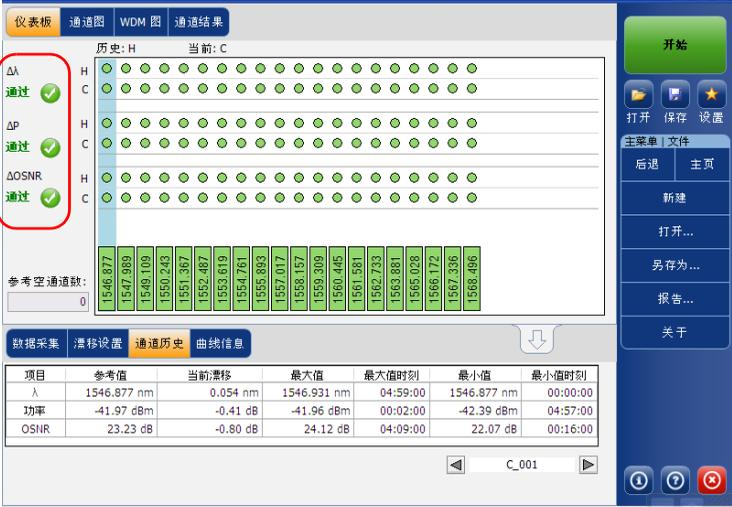 仪表板 通道图 WDM 图 通道结果
历史: H 当前: C
Δλ H
通过 C
ΔP H
通过 C
ΔOSNR H
通过 C
参考空通道数:
0
1546.877 1547.989 1549.109 1550.243 1551.367 1552.487 1553.619 1554.761 1555.893 1557.017 1558.157 1559.309 1560.445 1561.581 1562.733 1563.881 1565.028 1566.172 1567.336 1568.496
数据采集 漂移设置 通道历史 曲线信息
项目 参考值 当前漂移 最大值 最大值时刻 最小值 最小值时刻
λ 1546.877 nm 0.054 nm 1546.931 nm 04:59:00 1546.877 nm 00:00:00
功率 -41.97 dBm -0.41 dB -41.96 dBm 00:02:00 -42.39 dBm 04:57:00
OSNR 23.23 dB -0.80 dB 24.12 dB 04:09:00 22.07 dB 00:16:00
C_001
开始
打开 保存 设置
主菜单 | 文件
后退 主页
新建
打开...
另存为...
报告...
关于